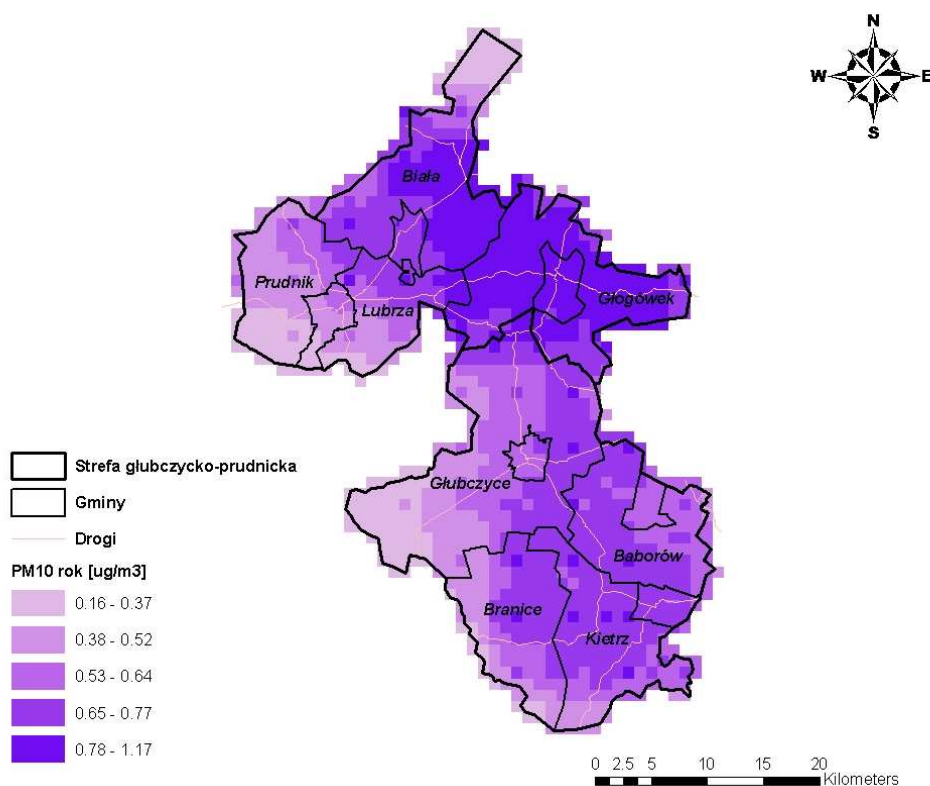 N
W E
S
Biała
Prudnik
Lubrza
Głogówek
Głubczyce
Baborów
Branice
Kietrz
Strefa głubczycko-prudnicka
Gminy
Drogi
PM10 rok [ug/m3]
0.16 - 0.37
0.38 - 0.52
0.53 - 0.64
0.65 - 0.77
0.78 - 1.17
0 2.5 5 10 15 20
Kilometers